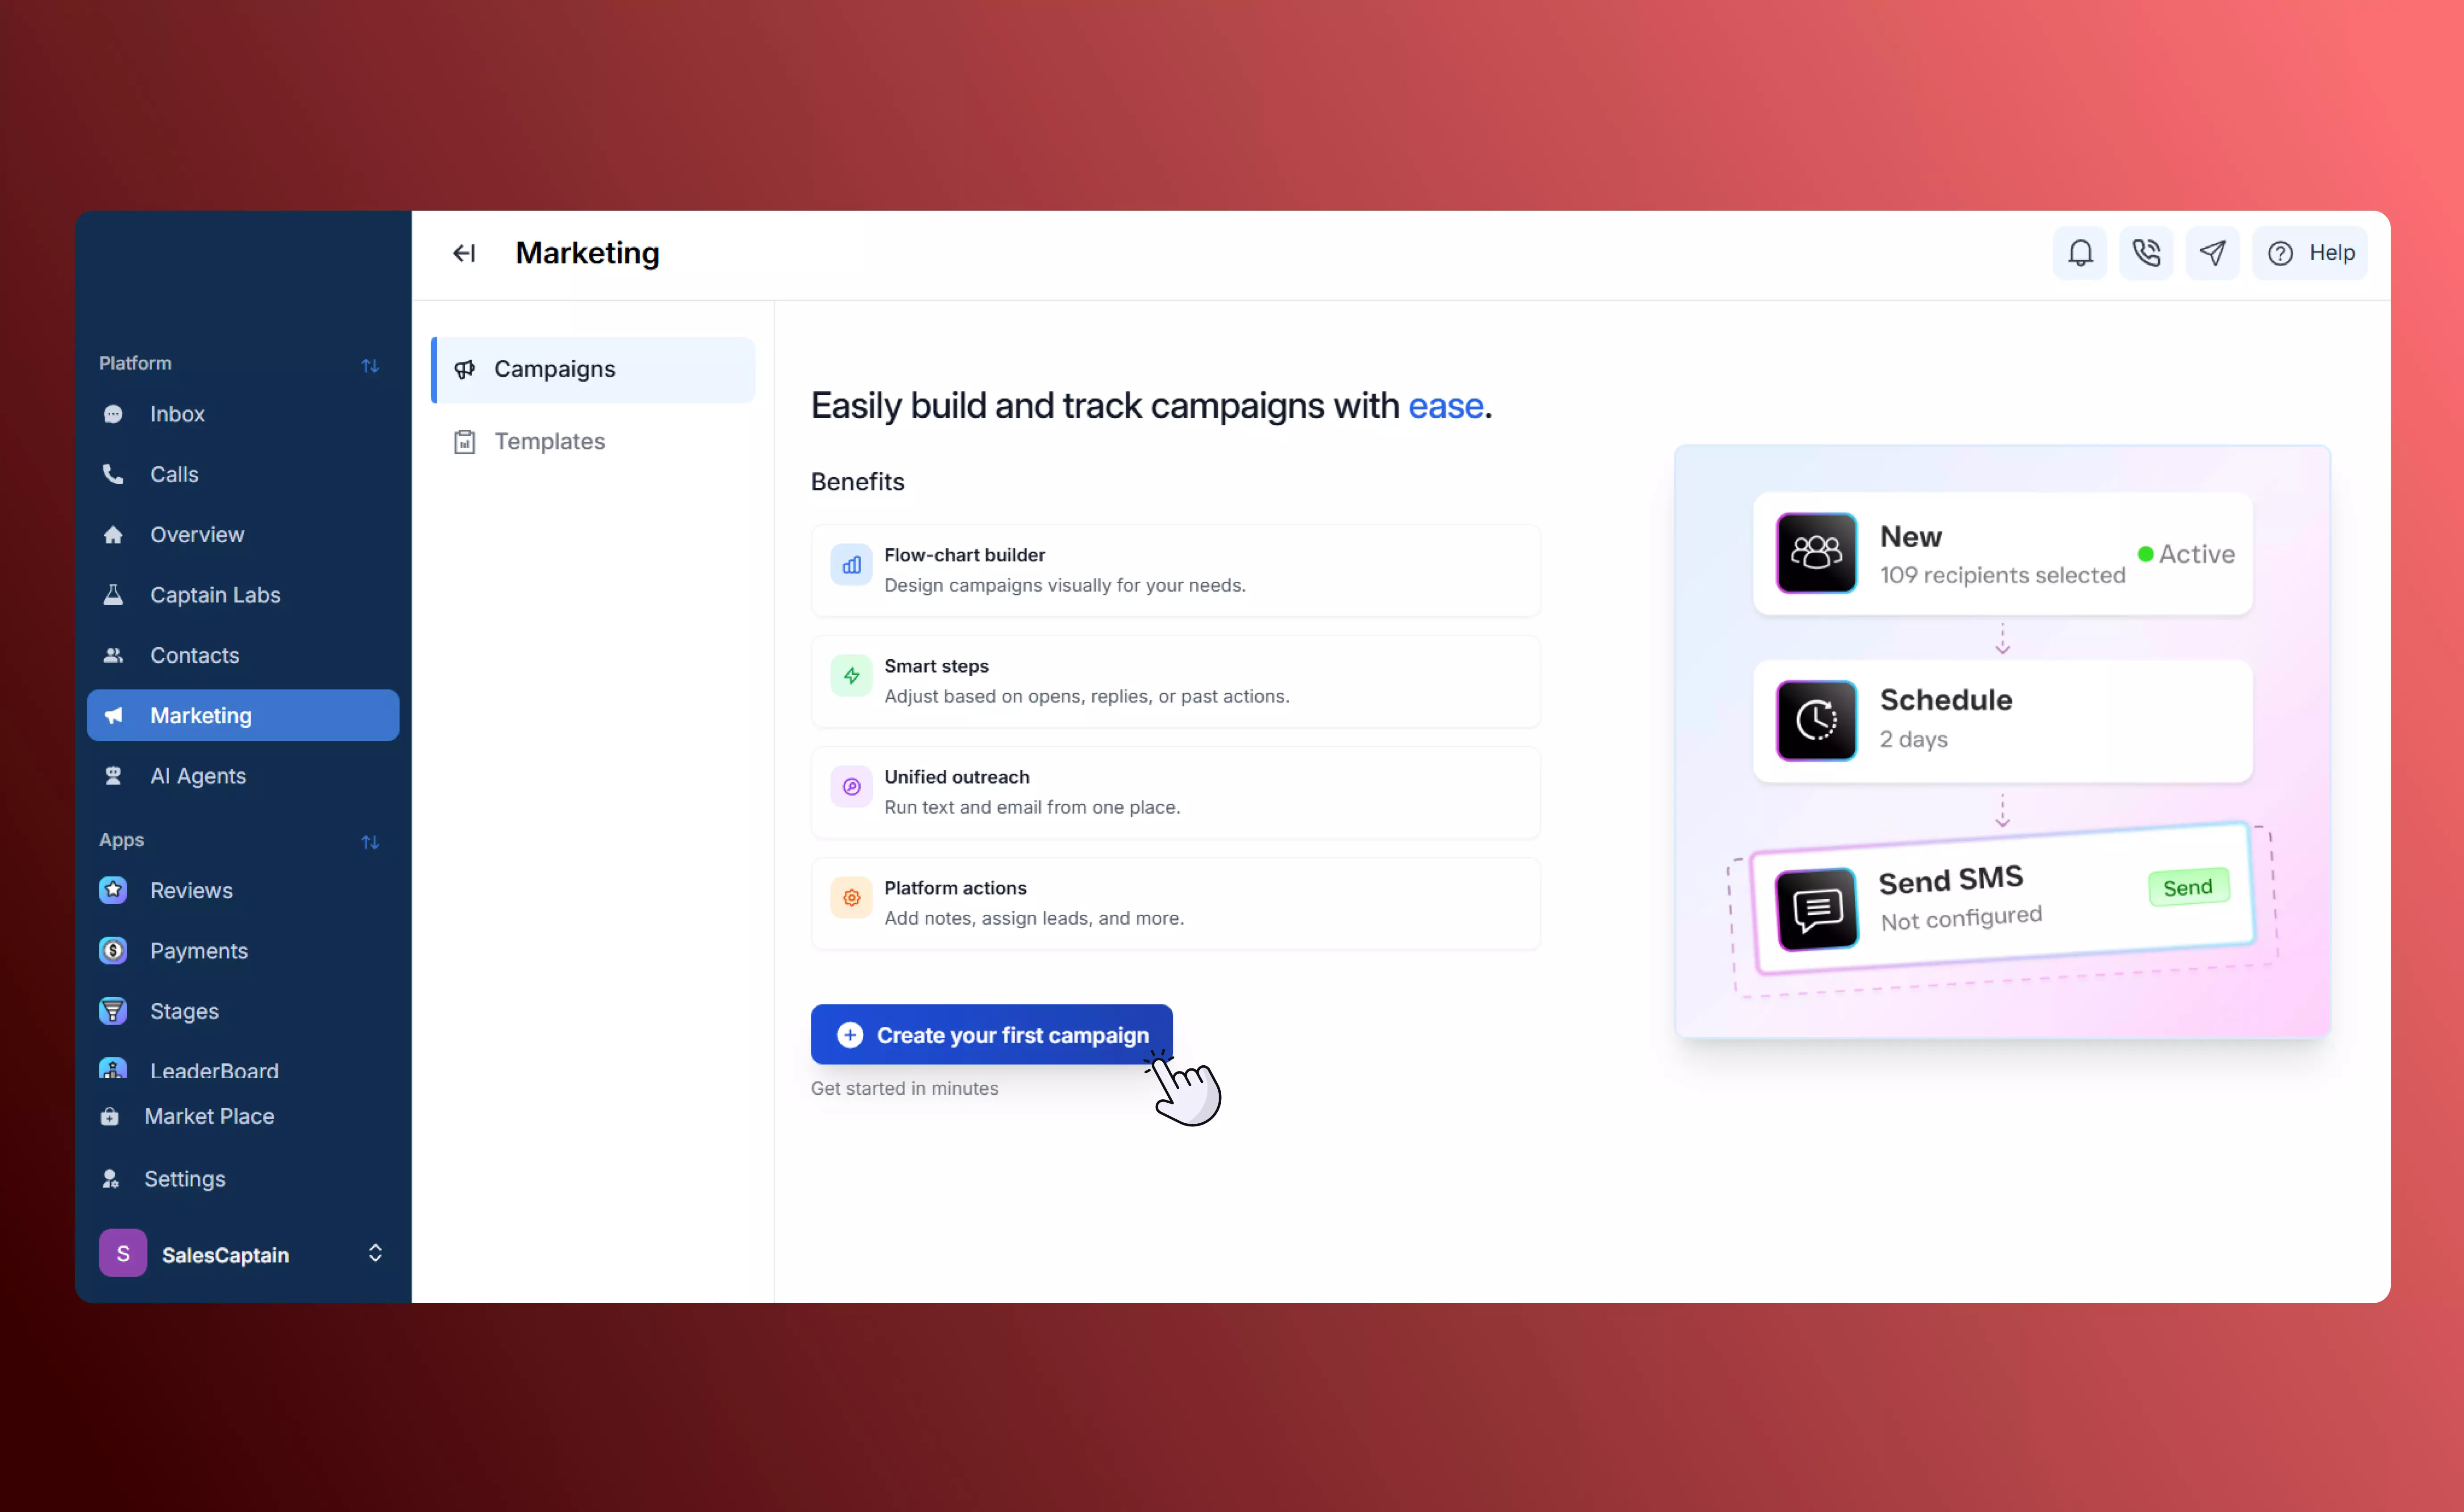 Marketing
Help
Platform
Inbox
Calls
Overview
Captain Labs
Contacts
Marketing
AI Agents
Apps
Reviews
Payments
Stages
LeaderBoard
Market Place
Settings
S
SalesCaptain
Campaigns
Templates
Easily build and track campaigns with ease.
Benefits
Flow-chart builder
Design campaigns visually for your needs.
Smart steps
Adjust based on opens, replies, or past actions.
Unified outreach
Run text and email from one place.
Platform actions
Add notes, assign leads, and more.
Create your first campaign
Get started in minutes
New
109 recipients selected
Active
Schedule
2 days
Send SMS
Not configured
Send